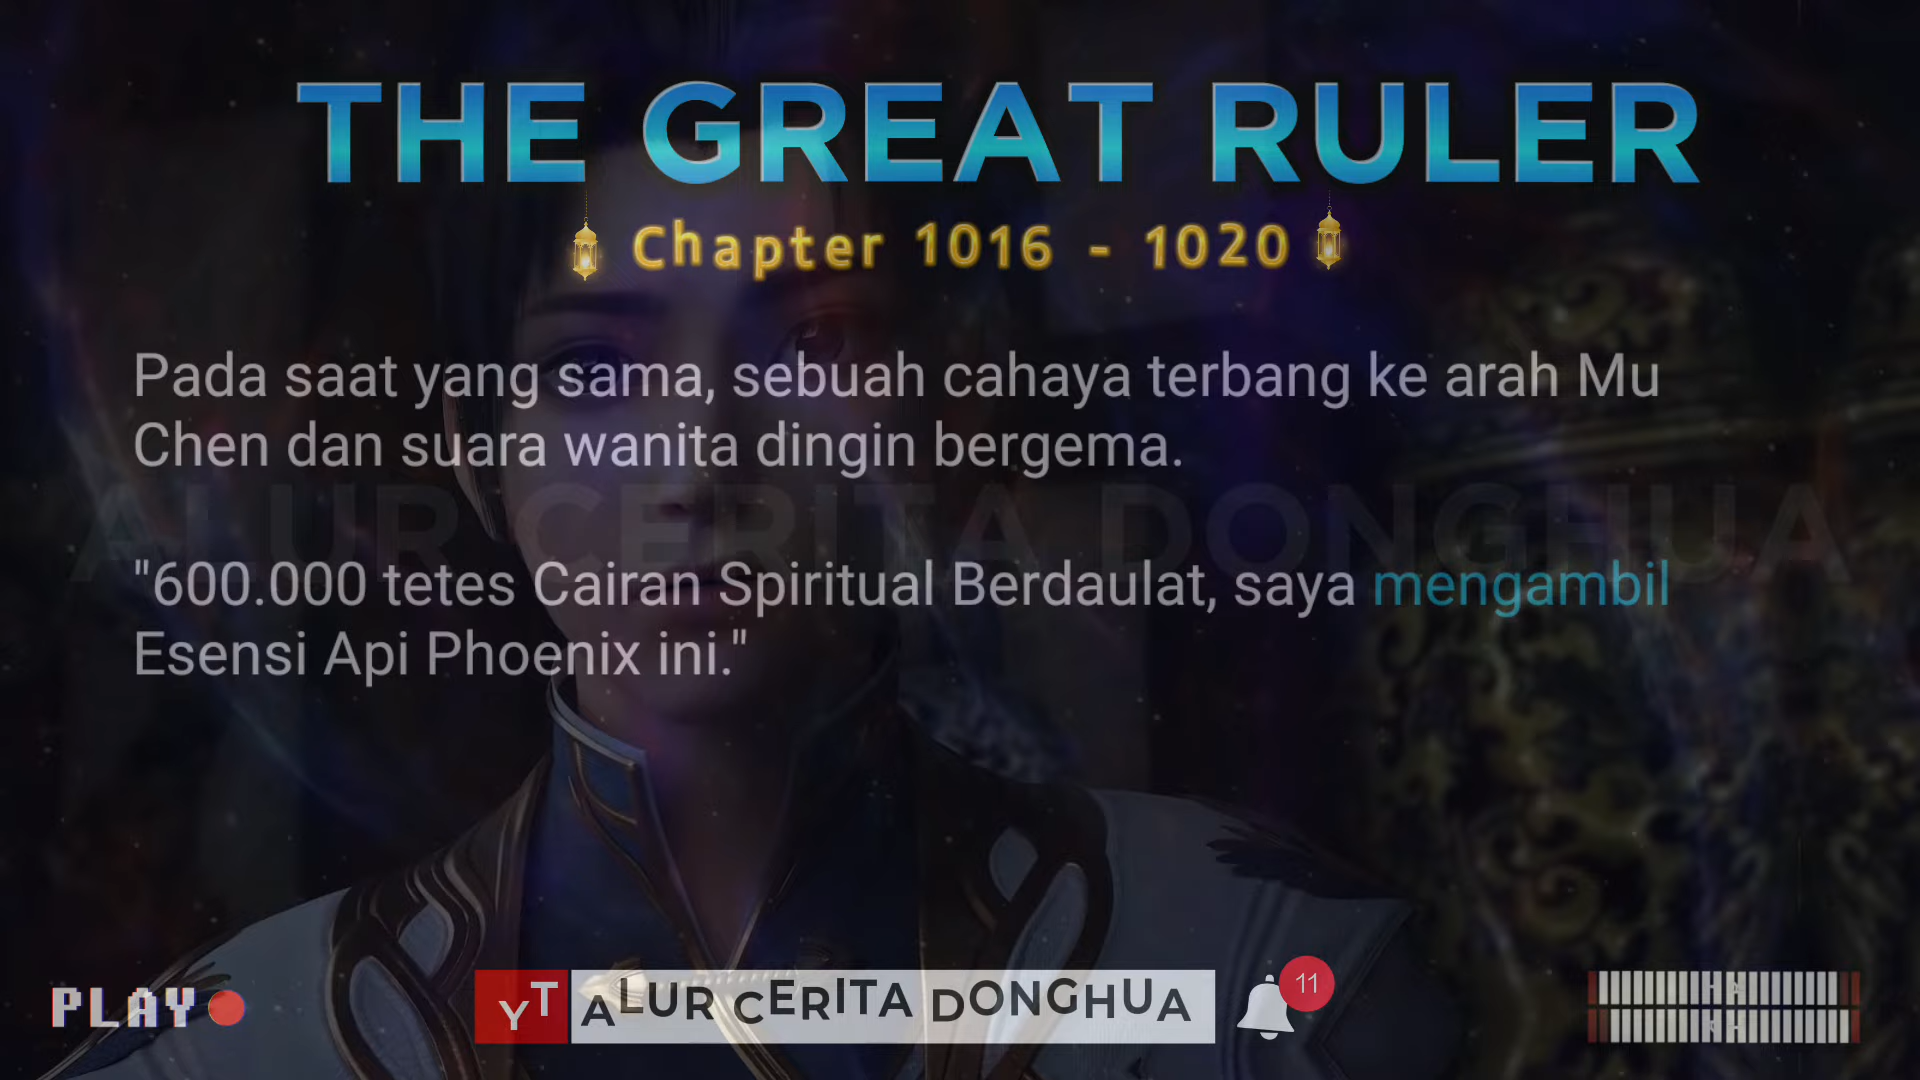 THE GREAT RULER
Chapter 1016 - 1020
Pada saat yang sama, sebuah cahaya terbang ke arah Mu
Chen dan suara wanita dingin bergema.
ALUR CERITA DONGHUA
"600.000 tetes Cairan Spiritual Berdaulat, saya mengambil
Esensi Api Phoenix ini."
PLAY
YT ALUR CERITA DONGHUA
11